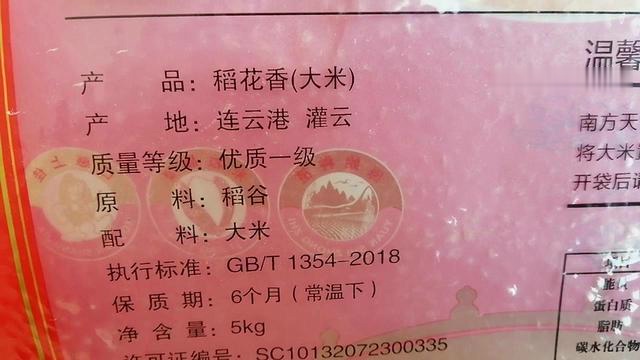 产 品：稻花香(大米)
产 地：连云港 灌云
质量等级：优质一级
原 料：稻谷
配 料：大米
执行标准：GB/T 1354-2018
保 质 期：6个月（常温下）
净 含 量：5kg
许可证编号：SC10132072300335
温馨
南方天
将大米
开袋后请
项目
能量
蛋白质
脂肪
碳水化合物